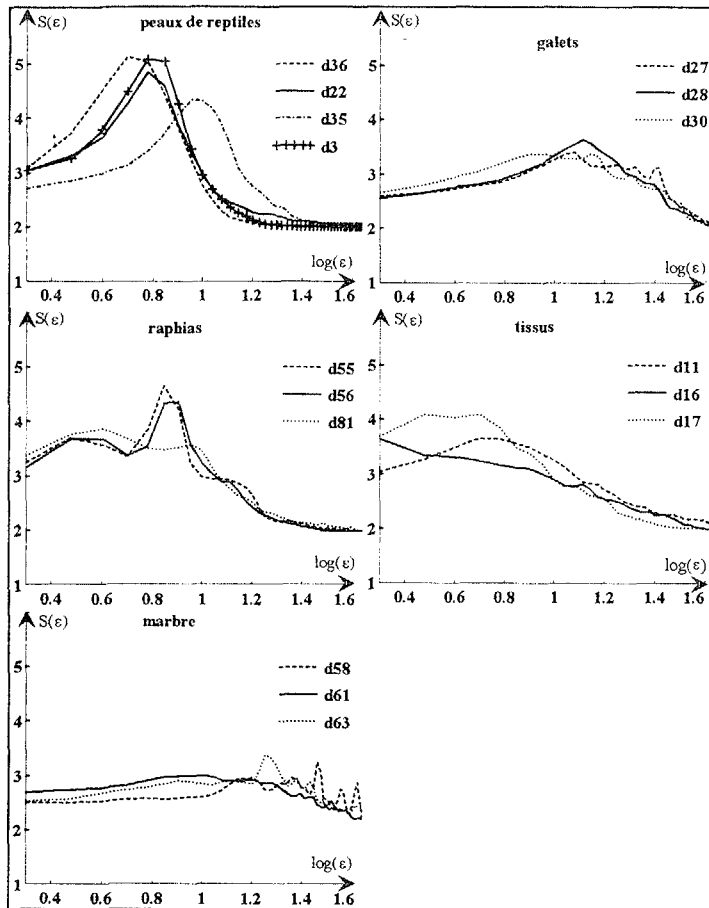 S(ε)
peaux de reptiles
d36
d22
d35
d3
5
4
3
2
1
log(ε)
0.4 0.6 0.8 1 1.2 1.4 1.6
S(ε)
galets
d27
d28
d30
5
4
3
2
1
log(ε)
0.4 0.6 0.8 1 1.2 1.4 1.6
S(ε)
raphias
d55
d56
d81
5
4
3
2
1
log(ε)
0.4 0.6 0.8 1 1.2 1.4 1.6
S(ε)
tissus
d11
d16
d17
5
4
3
2
1
log(ε)
0.4 0.6 0.8 1 1.2 1.4 1.6
S(ε)
marbre
d58
d61
d63
5
4
3
2
1
log(ε)
0.4 0.6 0.8 1 1.2 1.4 1.6